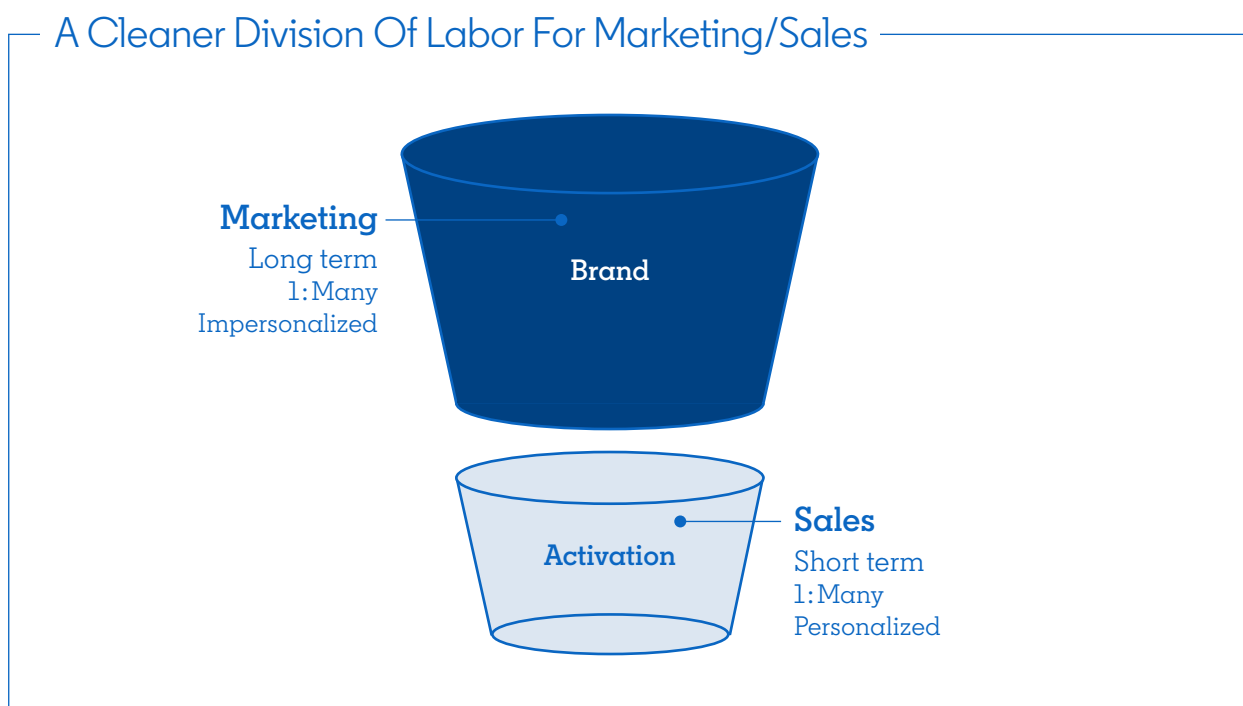 A Cleaner Division Of Labor For Marketing/Sales
Marketing
Long term
1:Many
Impersonalized
Brand
Activation
Sales
Short term
1:Many
Personalized